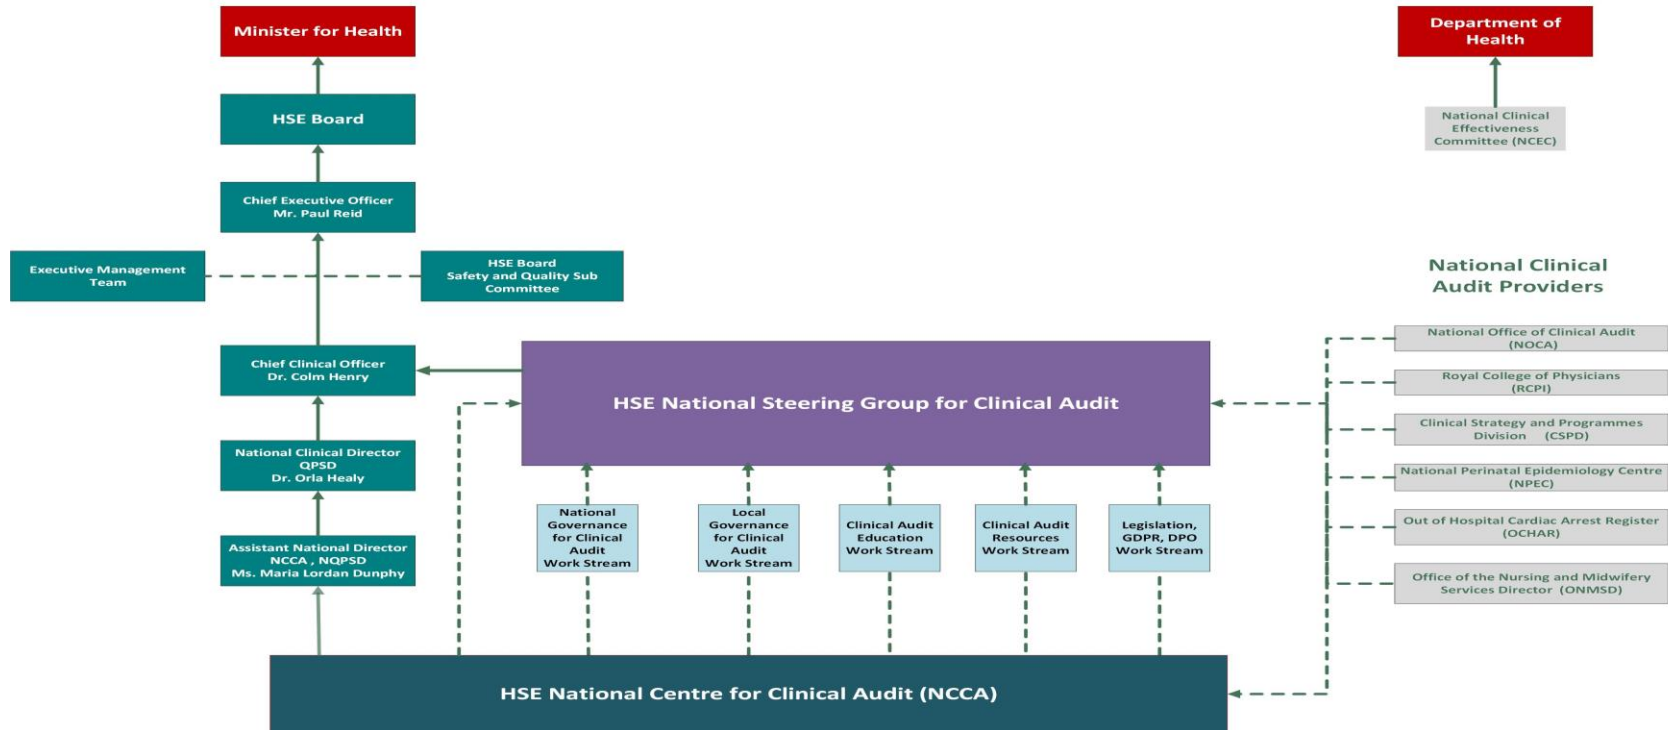 Minister for Health
Department of
Health
HSE Board
National Clinical
Effectiveness
Committee (NCEC)
Chief Executive Officer
Mr. Paul Reid
Executive Management
Team
HSE Board
Safety and Quality Sub
Committee
National Clinical
Audit Providers
National Office of Clinical Audit
(NOCA)
Chief Clinical Officer
Dr. Colm Henry
HSE National Steering Group for Clinical Audit
Royal College of Physicians
(RCPI)
Clinical Strategy and Programmes
Division (CSPD)
National Clinical Director
QPSD
Dr. Orla Healy
National Perinatal Epidemiology Centre
(NPEC)
National
Governance
for Clinical
Audit
Work Stream
Local
Governance
for Clinical
Audit
Work Stream
Clinical Audit
Education
Work Stream
Clinical Audit
Resources
Work Stream
Legislation,
GDPR, DPO
Work Stream
Out of Hospital Cardiac Arrest Register
(OCHAR)
Assistant National Director
NCCA , NQPSD
Ms. Maria Lordan Dunphy
Office of the Nursing and Midwifery
Services Director (ONMSD)
HSE National Centre for Clinical Audit (NCCA)